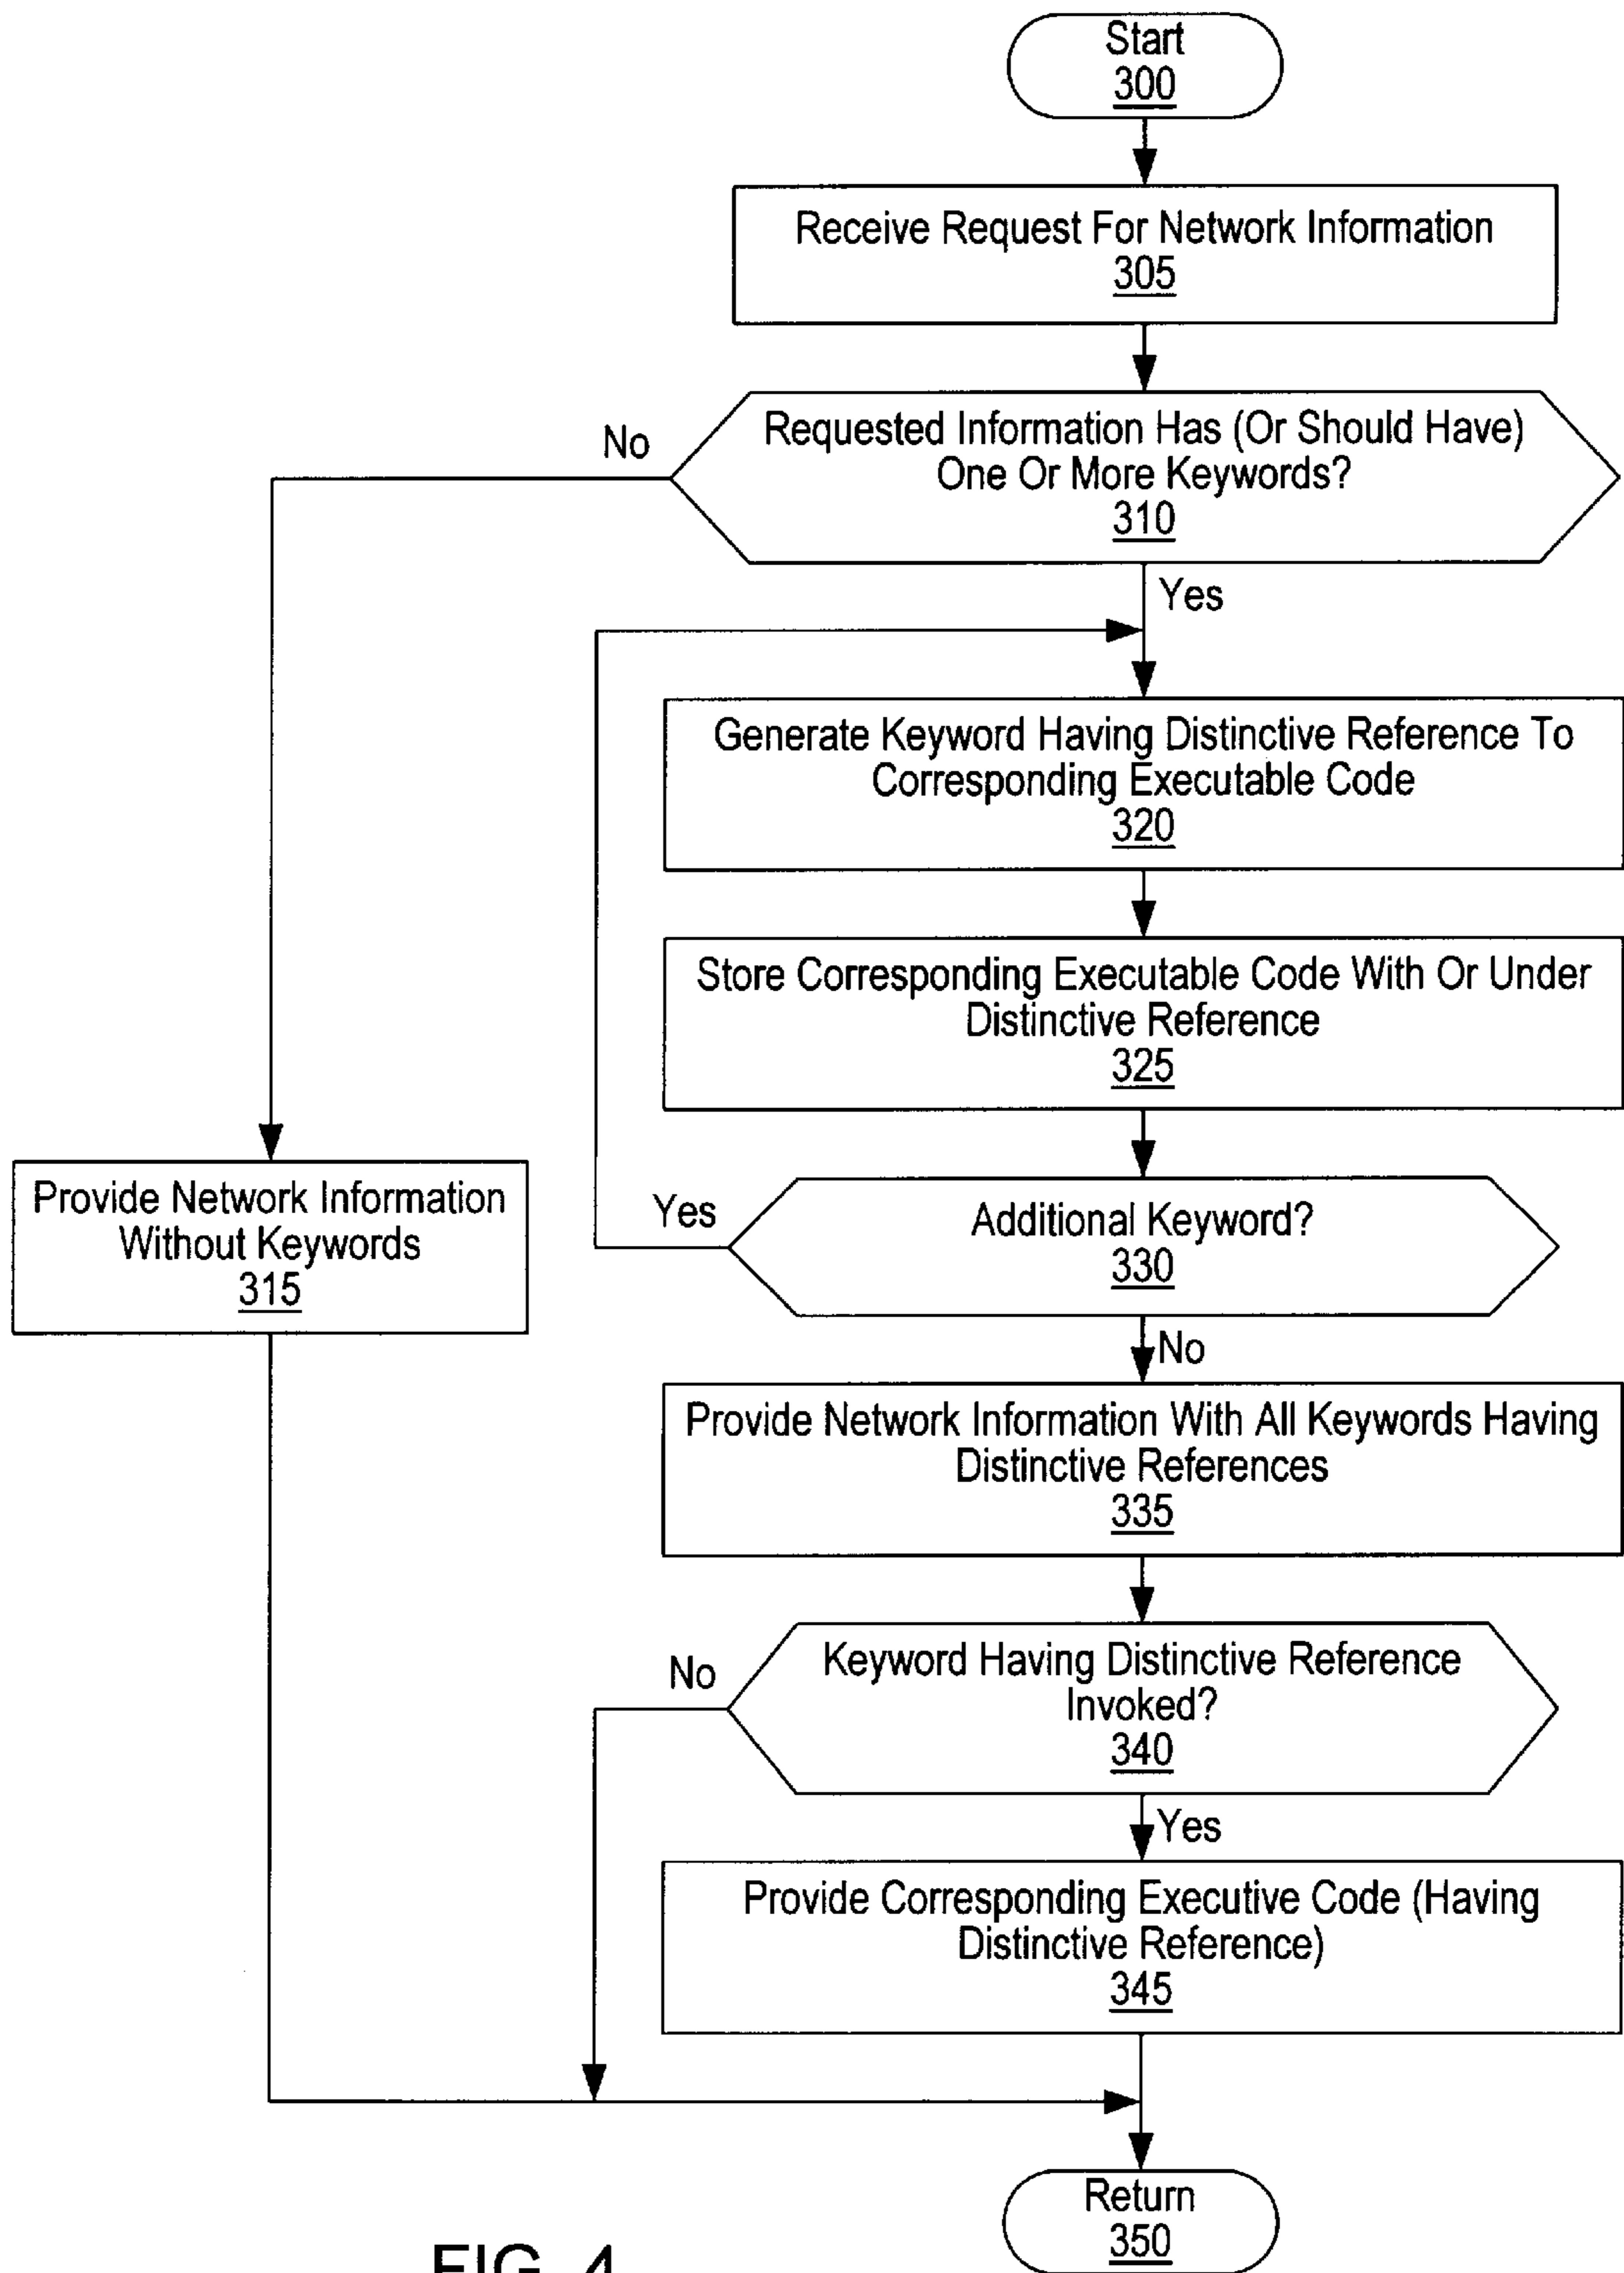 Start
300
Receive Request For Network Information
305
Requested Information Has (Or Should Have)
One Or More Keywords?
310
No
Yes
Generate Keyword Having Distinctive Reference To
Corresponding Executable Code
320
Store Corresponding Executable Code With Or Under
Distinctive Reference
325
Provide Network Information
Without Keywords
315
Yes
Additional Keyword?
330
No
Provide Network Information With All Keywords Having
Distinctive References
335
No
Keyword Having Distinctive Reference
Invoked?
340
Yes
Provide Corresponding Executive Code (Having
Distinctive Reference)
345
Return
350
FIG. 4